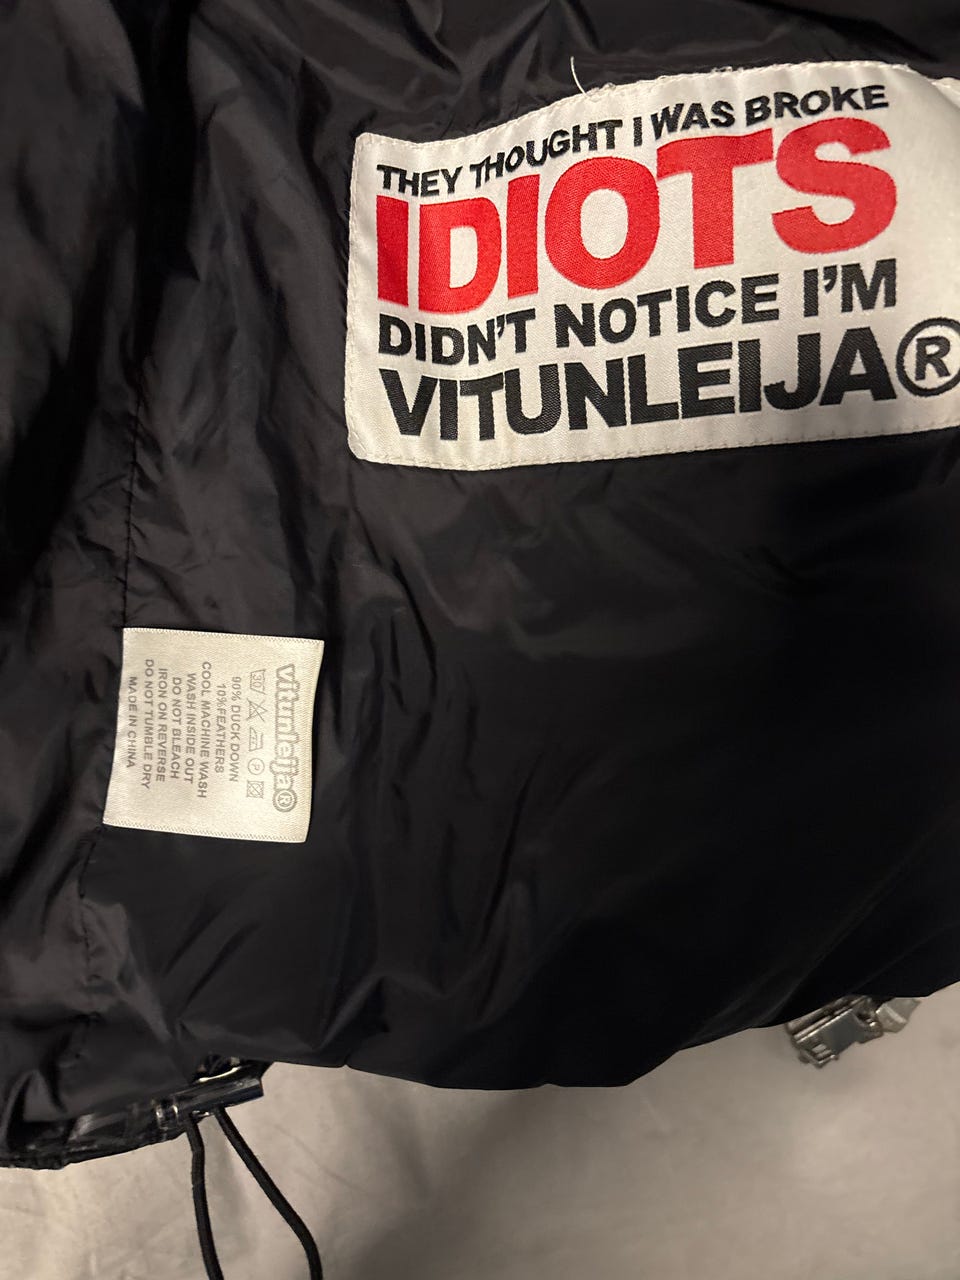 THEY THOUGHT I WAS BROKE
IDIOTS
DIDN'T NOTICE I'M
VITUNLEIJA®
vitunleija®
30 P
90% DUCK DOWN
10%FEATHERS
COOL MACHINE WASH
WASH INSIDE OUT
DO NOT BLEACH
IRON ON REVERSE
DO NOT TUMBLE DRY
MADE IN CHINA